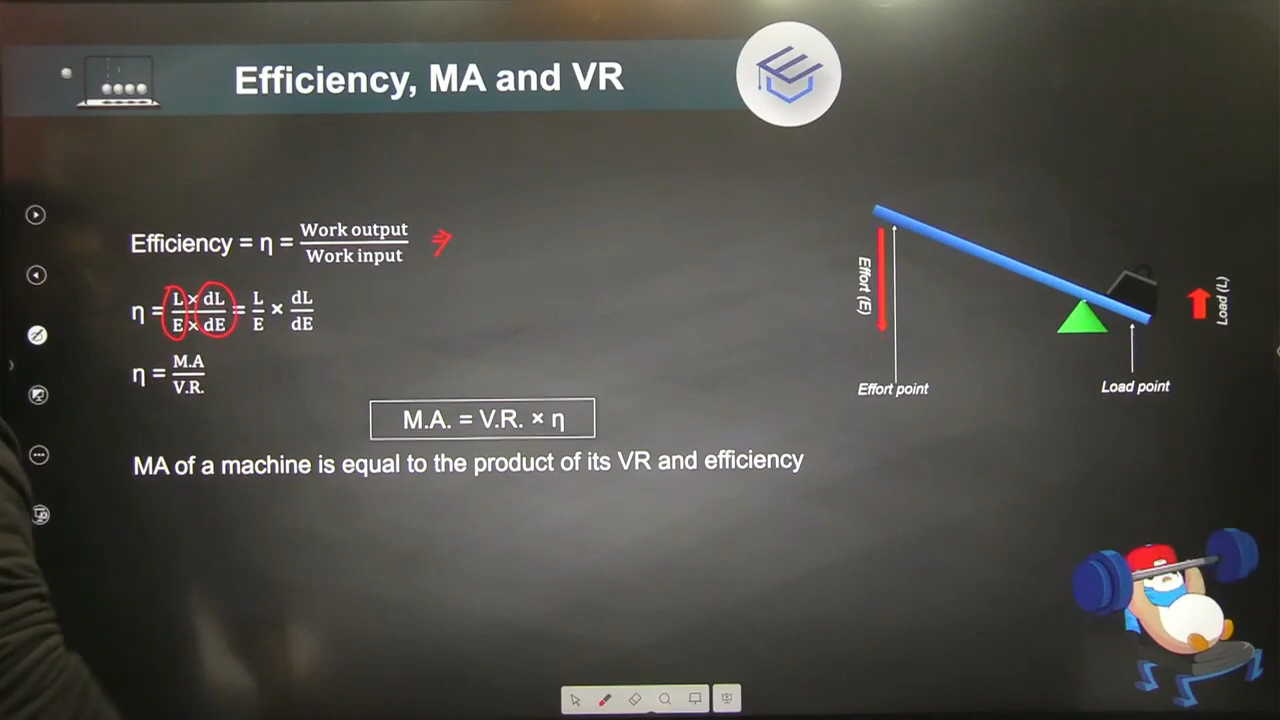 Efficiency, MA and VR
Efficiency = η = Work output / Work input ⇒
η = L × dL / E × dE = L / E × dL / dE
η = M.A / V.R.
M.A. = V.R. × η
MA of a machine is equal to the product of its VR and efficiency
Effort (E)
Load (L)
Effort point
Load point